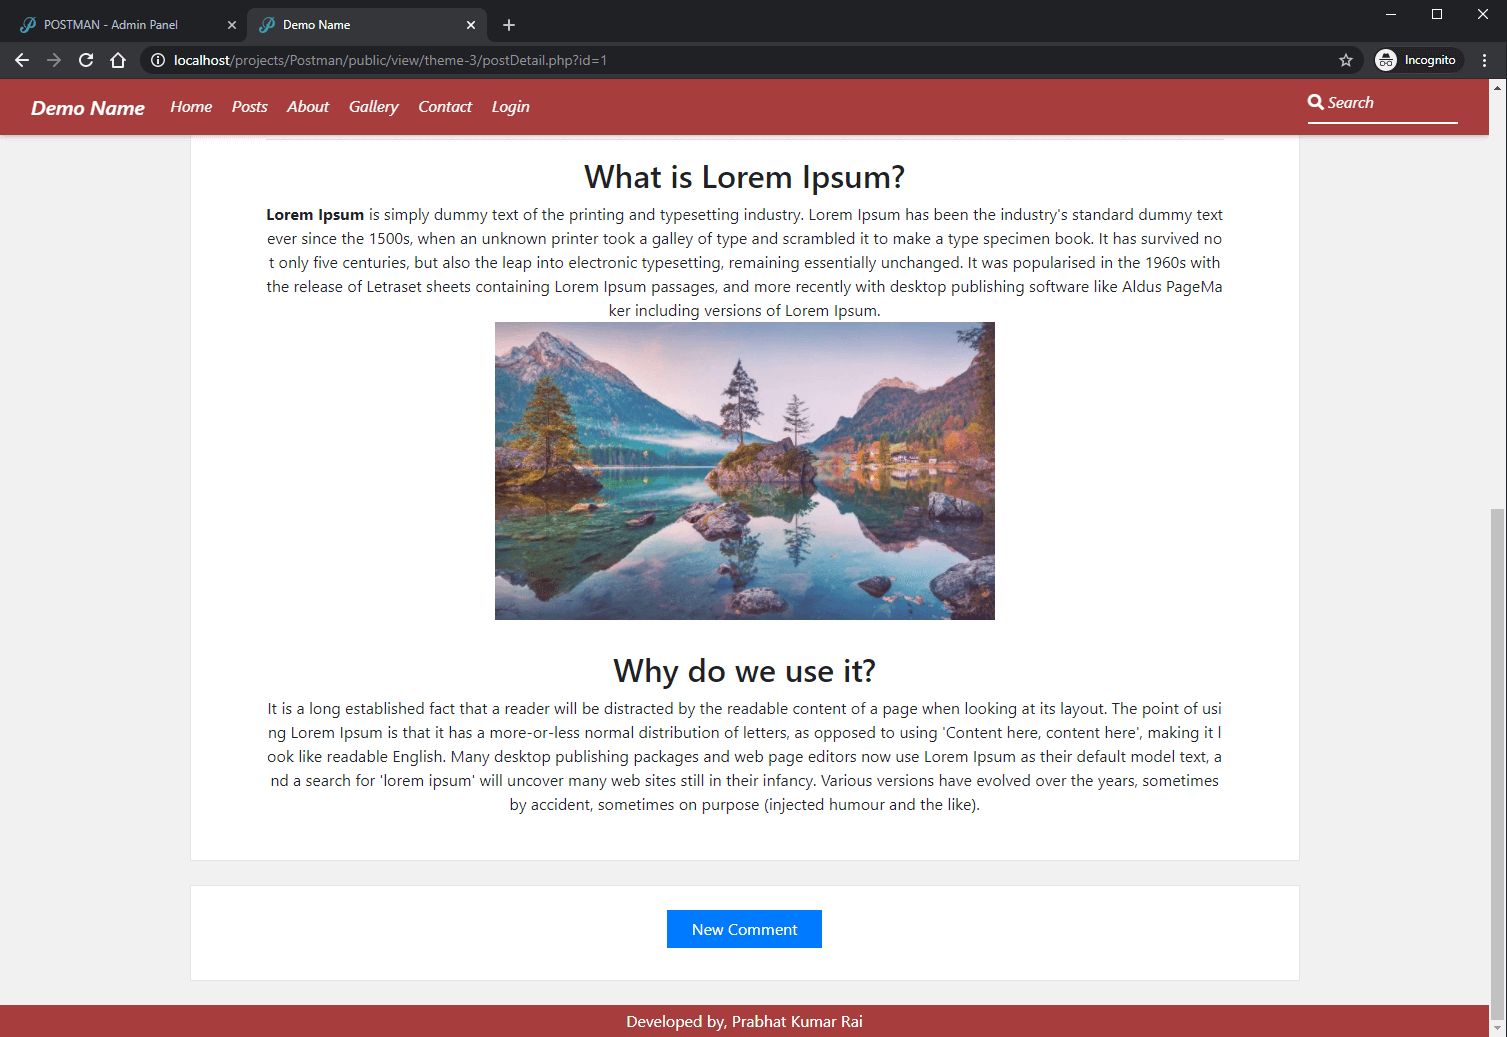 POSTMAN - Admin Panel
Demo Name
localhost/projects/Postman/public/view/theme-3/postDetail.php?id=1
Incognito
Demo Name Home Posts About Gallery Contact Login Search
What is Lorem Ipsum?
Lorem Ipsum is simply dummy text of the printing and typesetting industry. Lorem Ipsum has been the industry's standard dummy text
ever since the 1500s, when an unknown printer took a galley of type and scrambled it to make a type specimen book. It has survived no
t only five centuries, but also the leap into electronic typesetting, remaining essentially unchanged. It was popularised in the 1960s with
the release of Letraset sheets containing Lorem Ipsum passages, and more recently with desktop publishing software like Aldus PageMa
ker including versions of Lorem Ipsum.
Why do we use it?
It is a long established fact that a reader will be distracted by the readable content of a page when looking at its layout. The point of usi
ng Lorem Ipsum is that it has a more-or-less normal distribution of letters, as opposed to using 'Content here, content here', making it l
ook like readable English. Many desktop publishing packages and web page editors now use Lorem Ipsum as their default model text, a
nd a search for 'lorem ipsum' will uncover many web sites still in their infancy. Various versions have evolved over the years, sometimes
by accident, sometimes on purpose (injected humour and the like).
New Comment
Developed by, Prabhat Kumar Rai